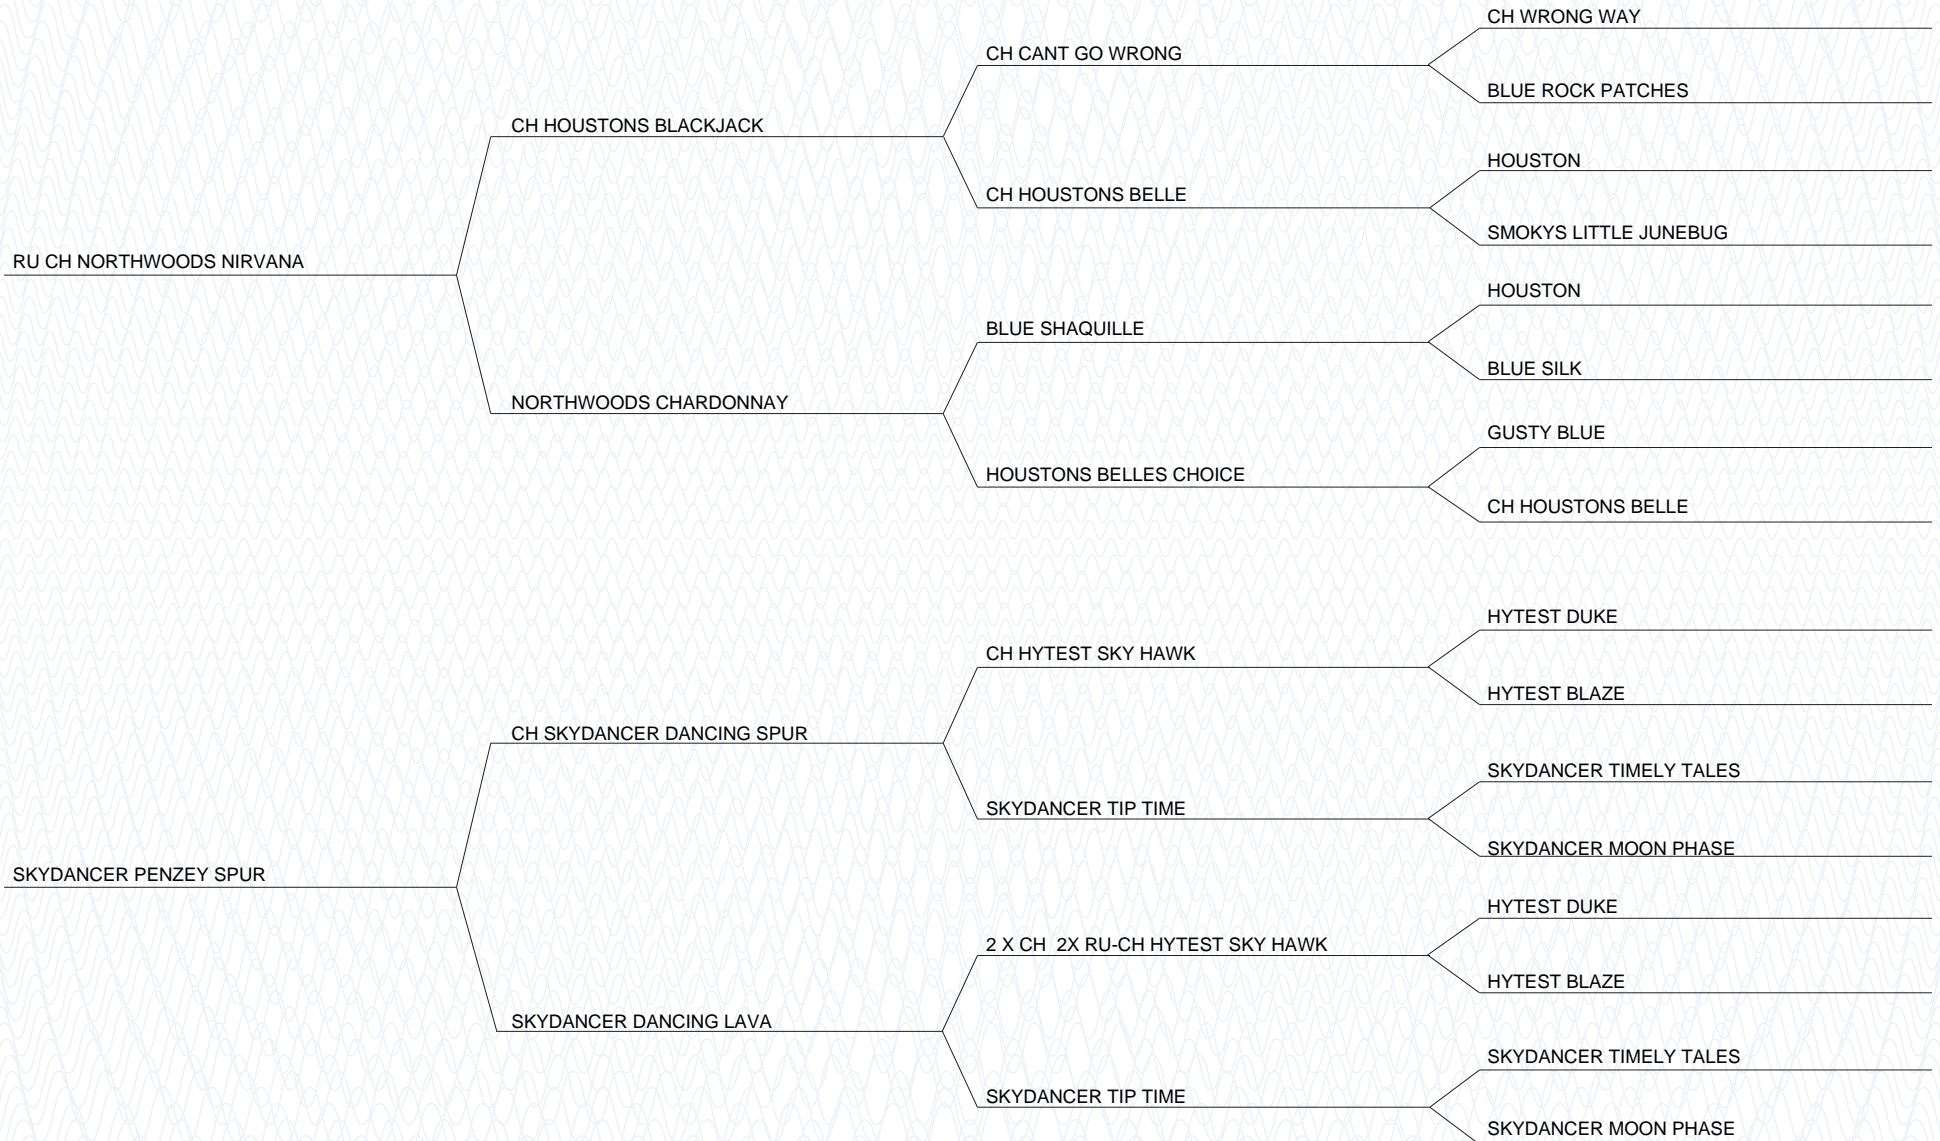 CH WRONG WAY
CH CANT GO WRONG
BLUE ROCK PATCHES
CH HOUSTONS BLACKJACK
HOUSTON
CH HOUSTONS BELLE
SMOKYS LITTLE JUNEBUG
RU CH NORTHWOODS NIRVANA
HOUSTON
BLUE SHAQUILLE
BLUE SILK
NORTHWOODS CHARDONNAY
GUSTY BLUE
HOUSTONS BELLES CHOICE
CH HOUSTONS BELLE
HYTEST DUKE
CH HYTEST SKY HAWK
HYTEST BLAZE
CH SKYDANCER DANCING SPUR
SKYDANCER TIMELY TALES
SKYDANCER TIP TIME
SKYDANCER MOON PHASE
SKYDANCER PENZEY SPUR
HYTEST DUKE
2 X CH  2X RU-CH HYTEST SKY HAWK
HYTEST BLAZE
SKYDANCER DANCING LAVA
SKYDANCER TIMELY TALES
SKYDANCER TIP TIME
SKYDANCER MOON PHASE